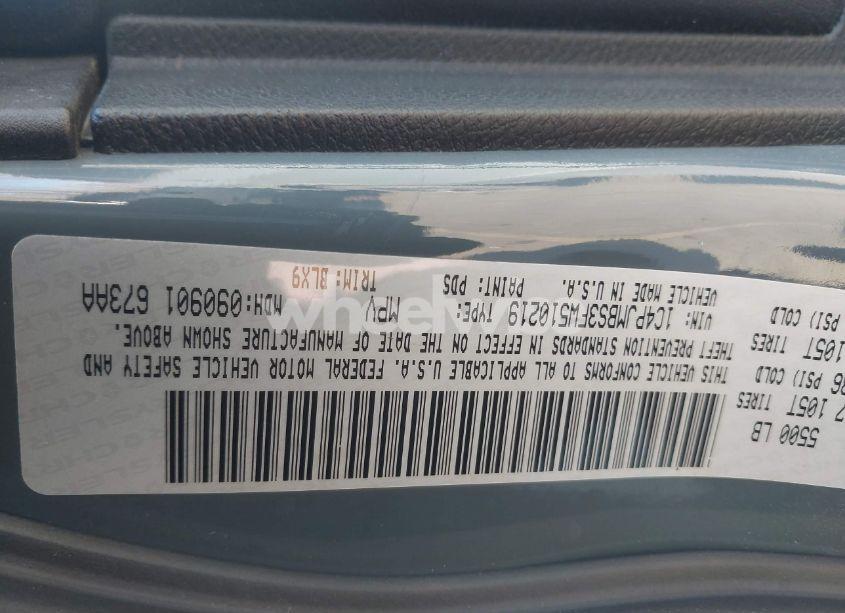 5500 LB
105T TIRES
PSI) COLD
105T TIRES
PSI) COLD
THIS VEHICLE CONFORMS TO ALL APPLICABLE U.S.A. FEDERAL MOTOR VEHICLE SAFETY AND
THEFT PREVENTION STANDARDS IN EFFECT ON THE DATE OF MANUFACTURE SHOWN ABOVE.
VIN: 1C4PJMBS3FW510219 TYPE: MPV MDH: 090901 673AA
PAINT: PDS TRIM: BLX9
VEHICLE MADE IN U.S.A.